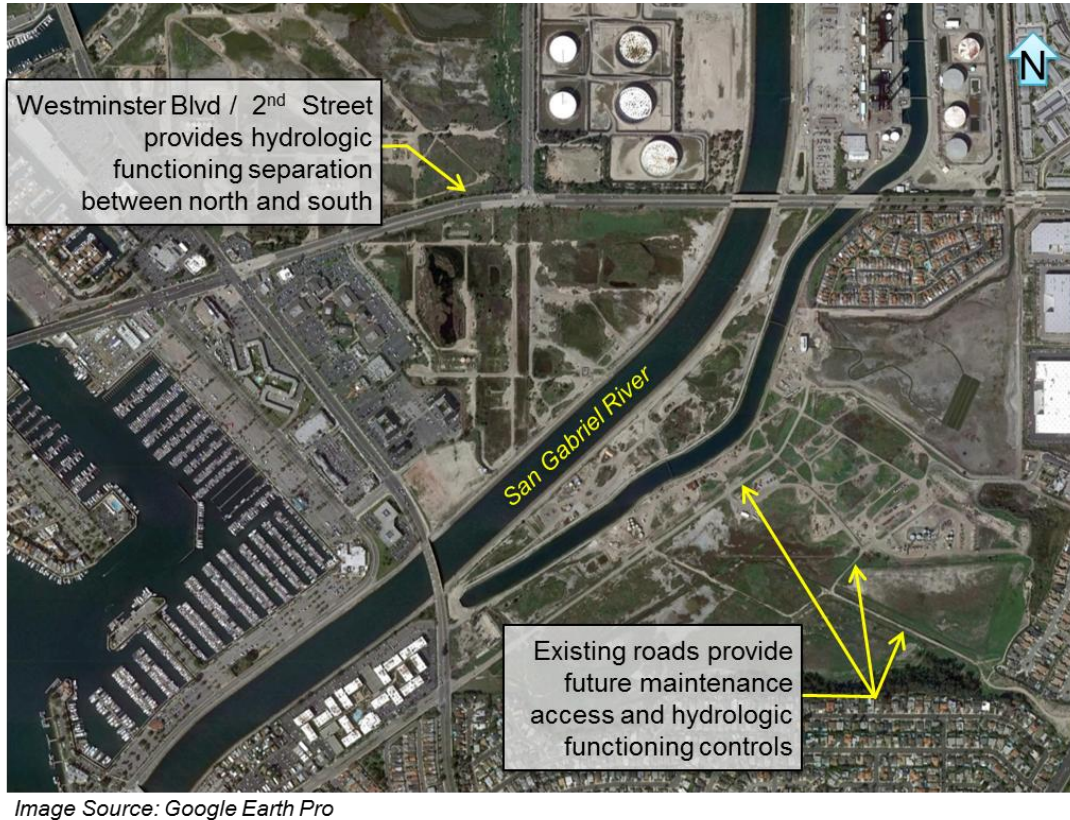 N
Westminster Blvd / 2nd Street
provides hydrologic
functioning separation
between north and south
San Gabriel River
Existing roads provide
future maintenance
access and hydrologic
functioning controls
Image Source: Google Earth Pro